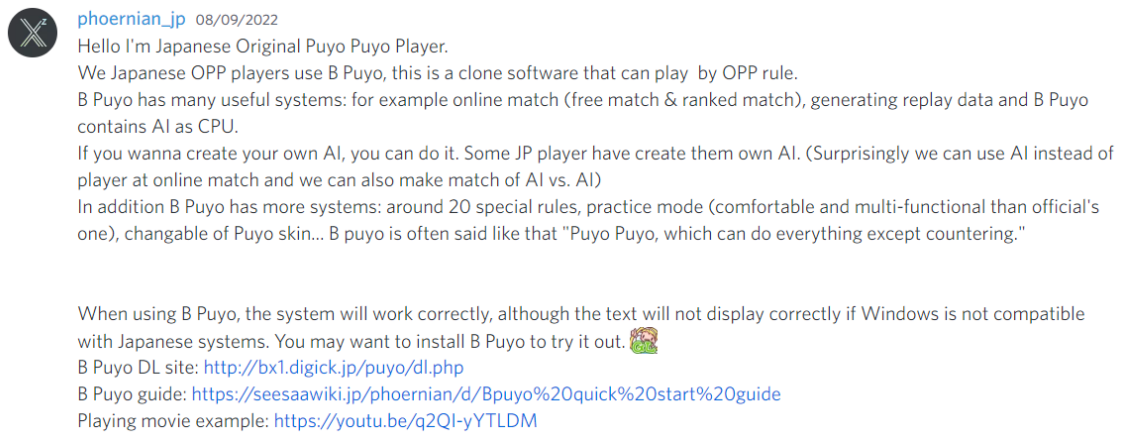 phoernian_jp 08/09/2022
Hello I'm Japanese Original Puyo Puyo Player.
We Japanese OPP players use B Puyo, this is a clone software that can play by OPP rule.
B Puyo has many useful systems: for example online match (free match & ranked match), generating replay data and B Puyo
contains AI as CPU.
If you wanna create your own AI, you can do it. Some JP player have create them own AI. (Surprisingly we can use AI instead of
player at online match and we can also make match of AI vs. AI)
In addition B Puyo has more systems: around 20 special rules, practice mode (comfortable and multi-functional than official's
one), changable of Puyo skin... B puyo is often said like that "Puyo Puyo, which can do everything except countering."
When using B Puyo, the system will work correctly, although the text will not display correctly if Windows is not compatible
with Japanese systems. You may want to install B Puyo to try it out.
B Puyo DL site: http://bx1.digick.jp/puyo/dl.php
B Puyo guide: https://seesaawiki.jp/phoernian/d/Bpuyo%20quick%20start%20guide
Playing movie example: https://youtu.be/q2QI-yYTLDM